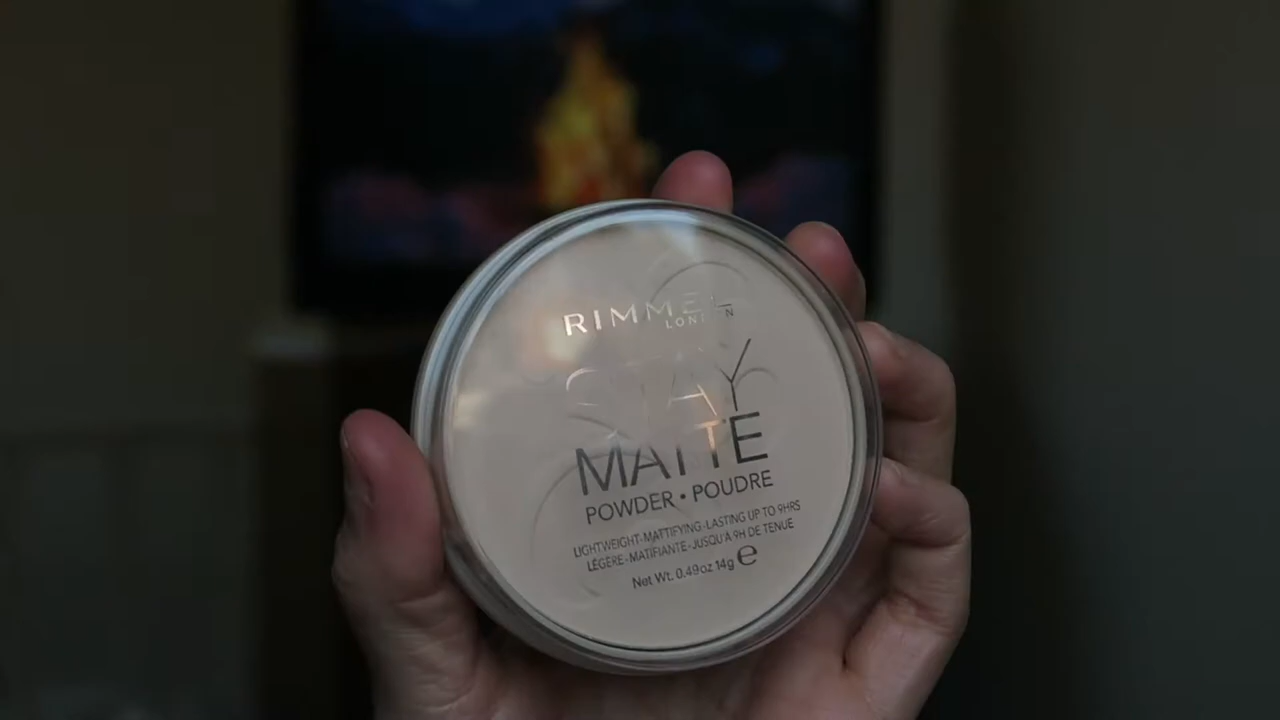 RIMMEL
LONDON
STAY
MATTE
POWDER • POUDRE
LIGHTWEIGHT-MATTIFYING-LASTING UP TO 9HRS
LÉGÈRE-MATIFIANTE-JUSQU'À 9H DE TENUE
Net Wt. 0.49oz 14g e